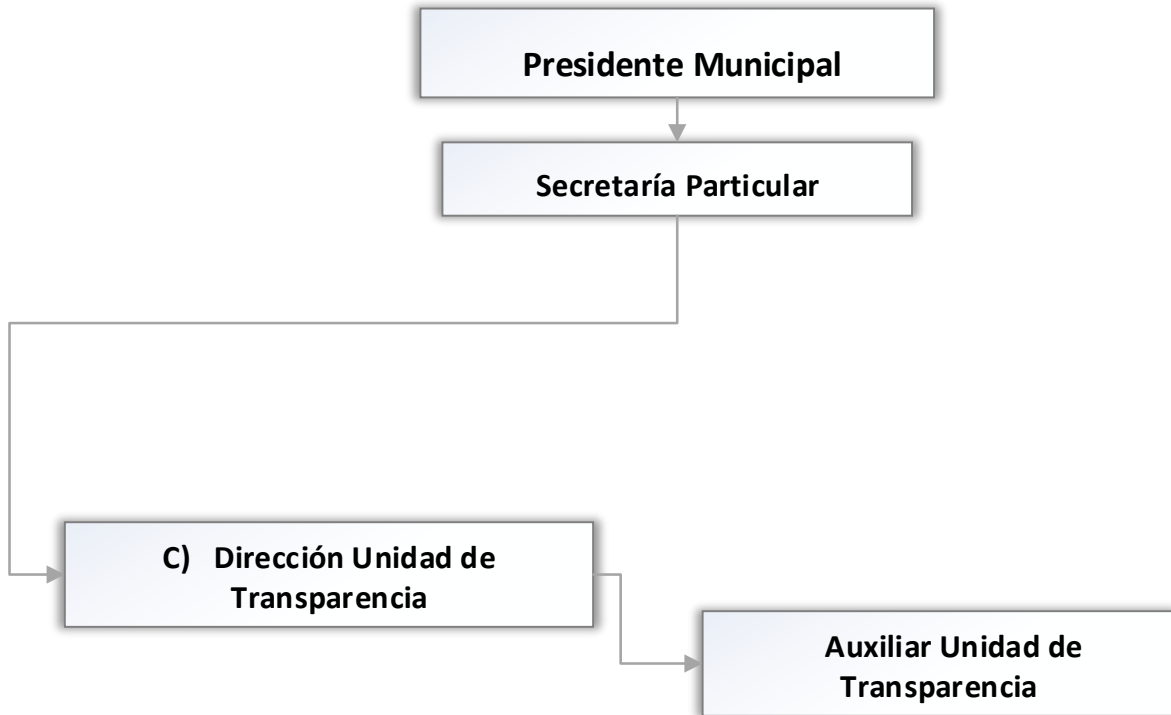 Presidente Municipal
Secretaría Particular
C) Dirección Unidad de
Transparencia
Auxiliar Unidad de
Transparencia